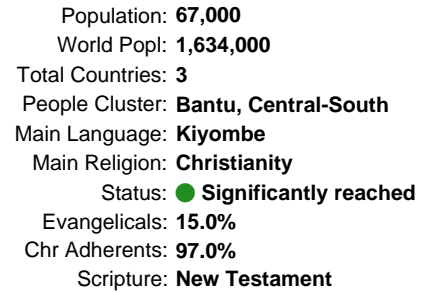 Population: 67,000
World Popl: 1,634,000
Total Countries: 3
People Cluster: Bantu, Central-South
Main Language: Kiyombe
Main Religion: Christianity
Status: Significantly reached
Evangelicals: 15.0%
Chr Adherents: 97.0%
Scripture: New Testament